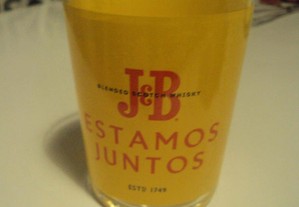 BLENDED SCOTCH WHISKY
J&B
ESTAMOS
JUNTOS
ESTD 1749